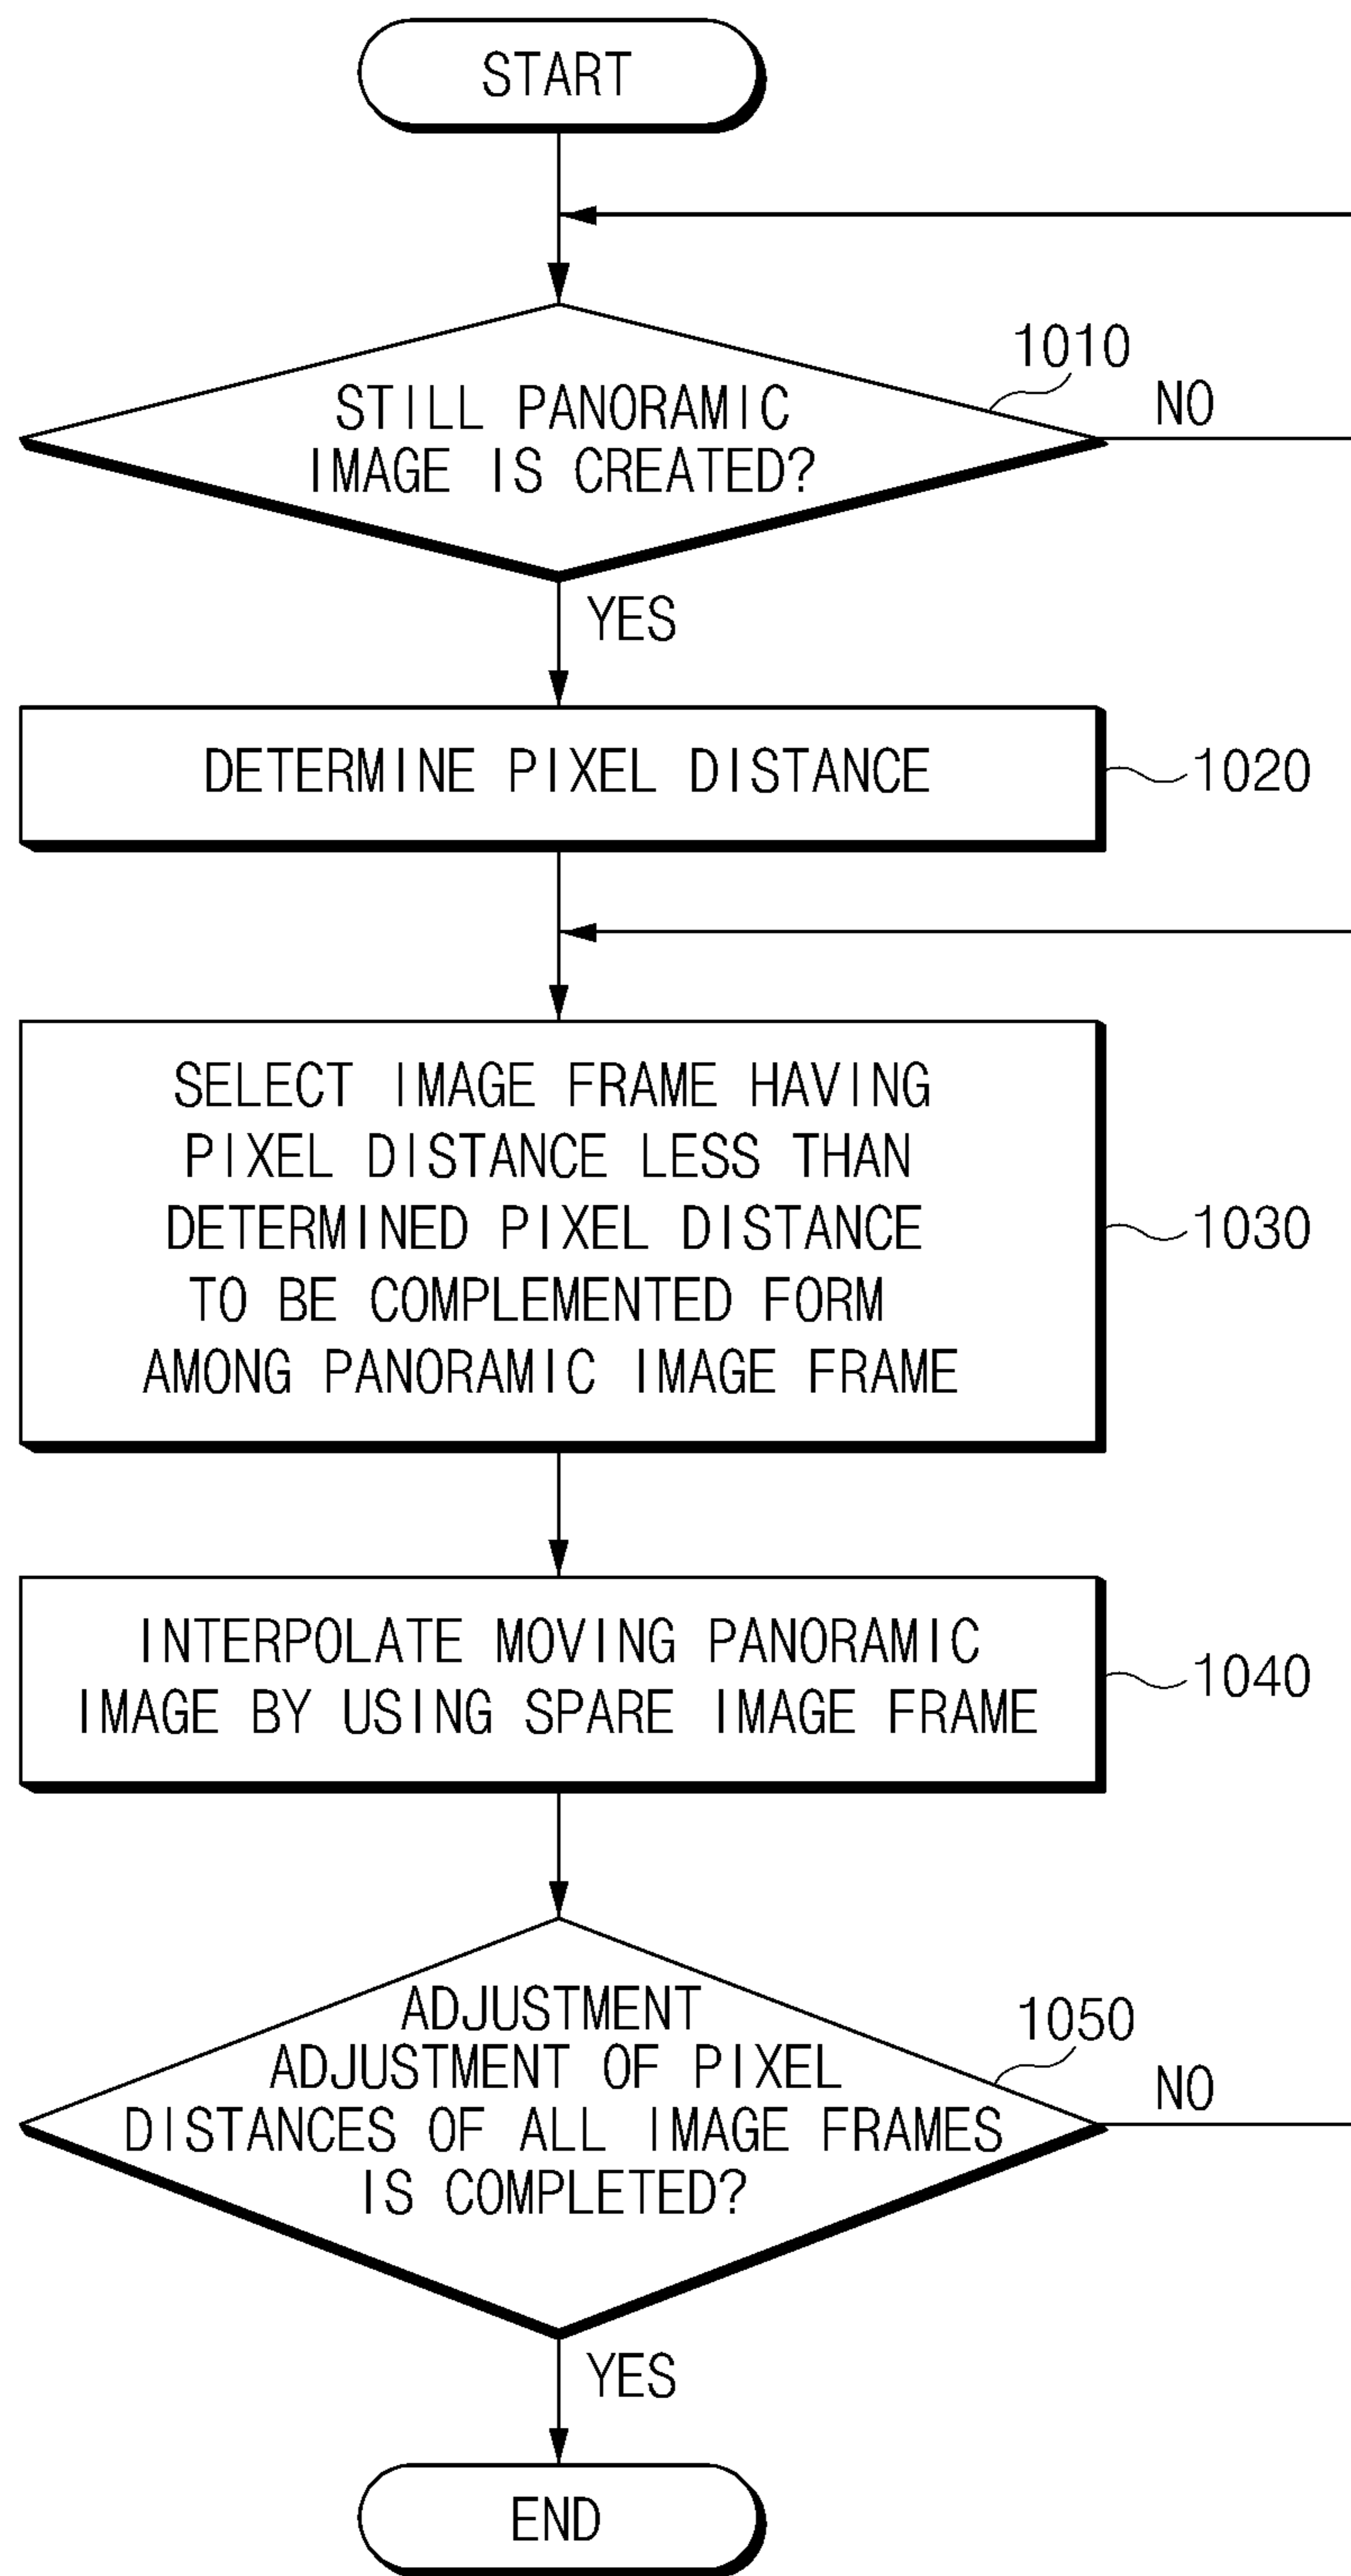 START
1010
NO
STILL PANORAMIC
IMAGE IS CREATED?
YES
DETERMINE PIXEL DISTANCE
1020
SELECT IMAGE FRAME HAVING
PIXEL DISTANCE LESS THAN
DETERMINED PIXEL DISTANCE
TO BE COMPLEMENTED FORM
AMONG PANORAMIC IMAGE FRAME
1030
INTERPOLATE MOVING PANORAMIC
IMAGE BY USING SPARE IMAGE FRAME
1040
ADJUSTMENT
ADJUSTMENT OF PIXEL
DISTANCES OF ALL IMAGE FRAMES
IS COMPLETED?
1050
NO
YES
END